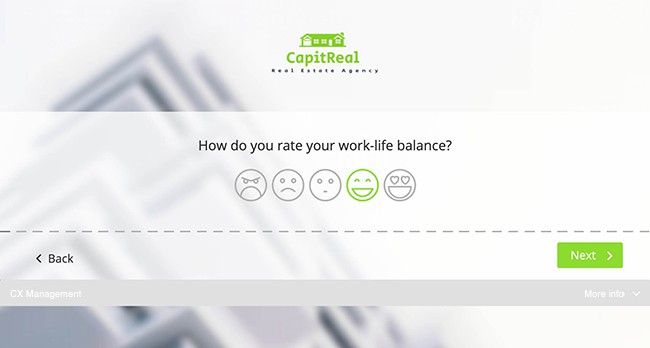 CapitReal
Real Estate Agency
How do you rate your work-life balance?
Back
Next
CX Management
More info